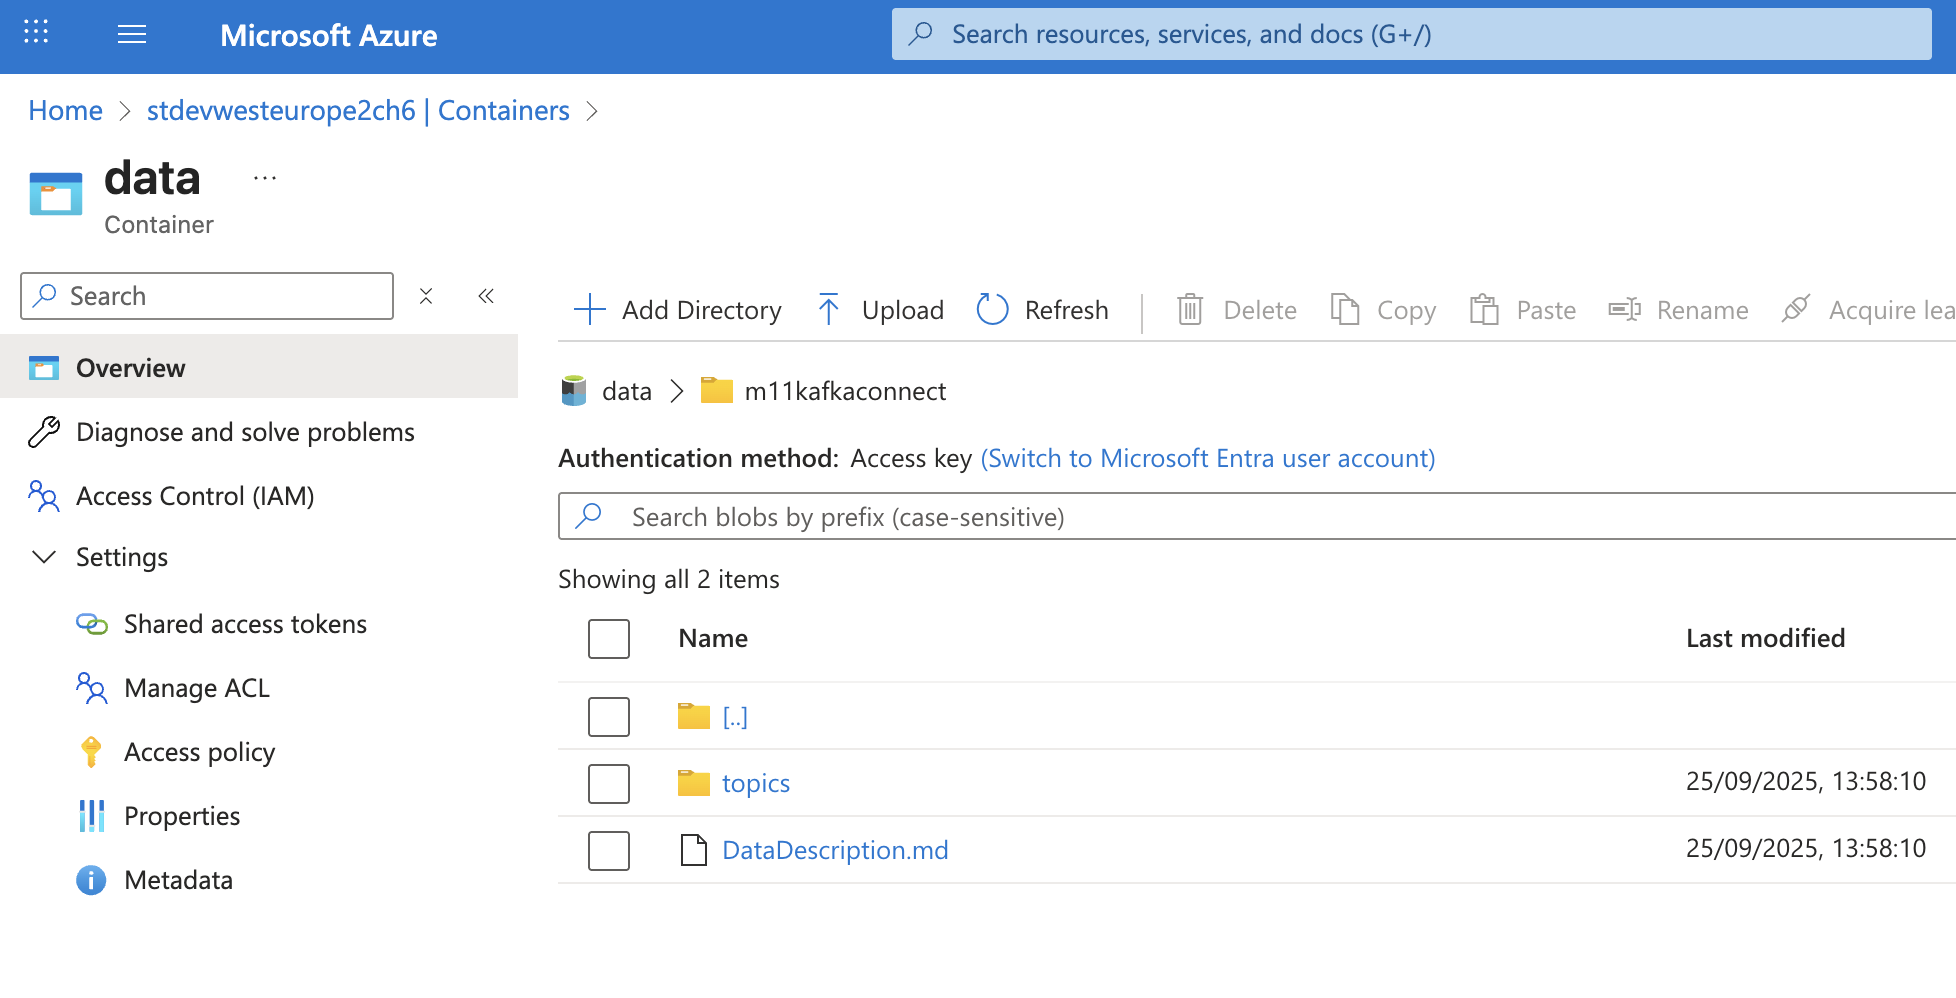 Microsoft Azure
Search resources, services, and docs (G+/)
Home > stdevwesteurope2ch6 | Containers >
data ...
Container
Search
Overview
Diagnose and solve problems
Access Control (IAM)
Settings
Shared access tokens
Manage ACL
Access policy
Properties
Metadata
Add Directory Upload Refresh Delete Copy Paste Rename Acquire lea
data > m11kafkaconnect
Authentication method: Access key (Switch to Microsoft Entra user account)
Search blobs by prefix (case-sensitive)
Showing all 2 items
Name Last modified
[..]
topics 25/09/2025, 13:58:10
DataDescription.md 25/09/2025, 13:58:10